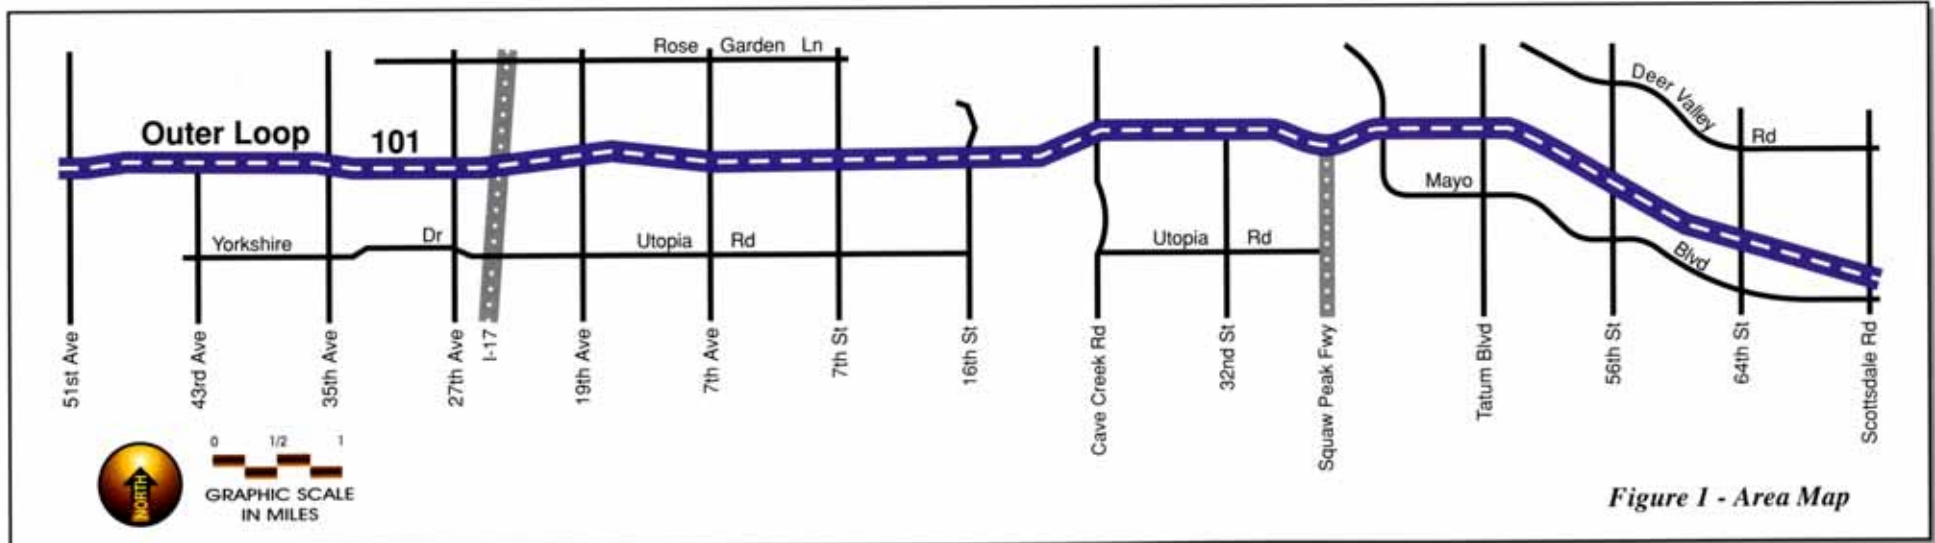 Rose Garden Ln
Deer Valley Rd
Outer Loop 101
Mayo Blvd
Yorkshire Dr
Utopia Rd
Utopia Rd
51st Ave
43rd Ave
35th Ave
27th Ave
I-17
19th Ave
7th Ave
7th St
16th St
Cave Creek Rd
32nd St
Squaw Peak Fwy
Tatum Blvd
56th St
64th St
Scottsdale Rd
NORTH
0 1/2 1
GRAPHIC SCALE
IN MILES
Figure 1 - Area Map